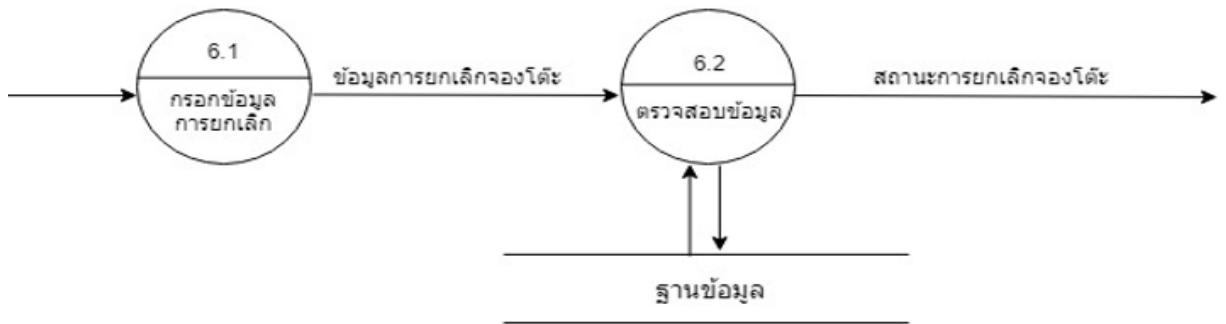 6.1
กรอกข้อมูล
การยกเลิก
ข้อมูลการยกเลิกจองโต๊ะ
6.2
ตรวจสอบข้อมูล
สถานะการยกเลิกจองโต๊ะ
ฐานข้อมูล